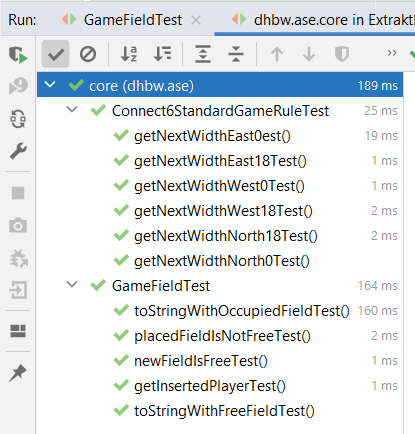 Run: GameFieldTest × dhbw.ase.core in Extrakt
»
core (dhbw.ase) 189 ms
Connect6StandardGameRuleTest 25 ms
getNextWidthEast0est() 19 ms
getNextWidthEast18Test() 1 ms
getNextWidthWest0Test() 1 ms
getNextWidthWest18Test() 2 ms
getNextWidthNorth18Test() 2 ms
getNextWidthNorth0Test()
GameFieldTest 164 ms
toStringWithOccupiedFieldTest() 160 ms
placedFieldIsNotFreeTest() 2 ms
newFieldIsFreeTest() 1 ms
getInsertedPlayerTest() 1 ms
toStringWithFreeFieldTest()